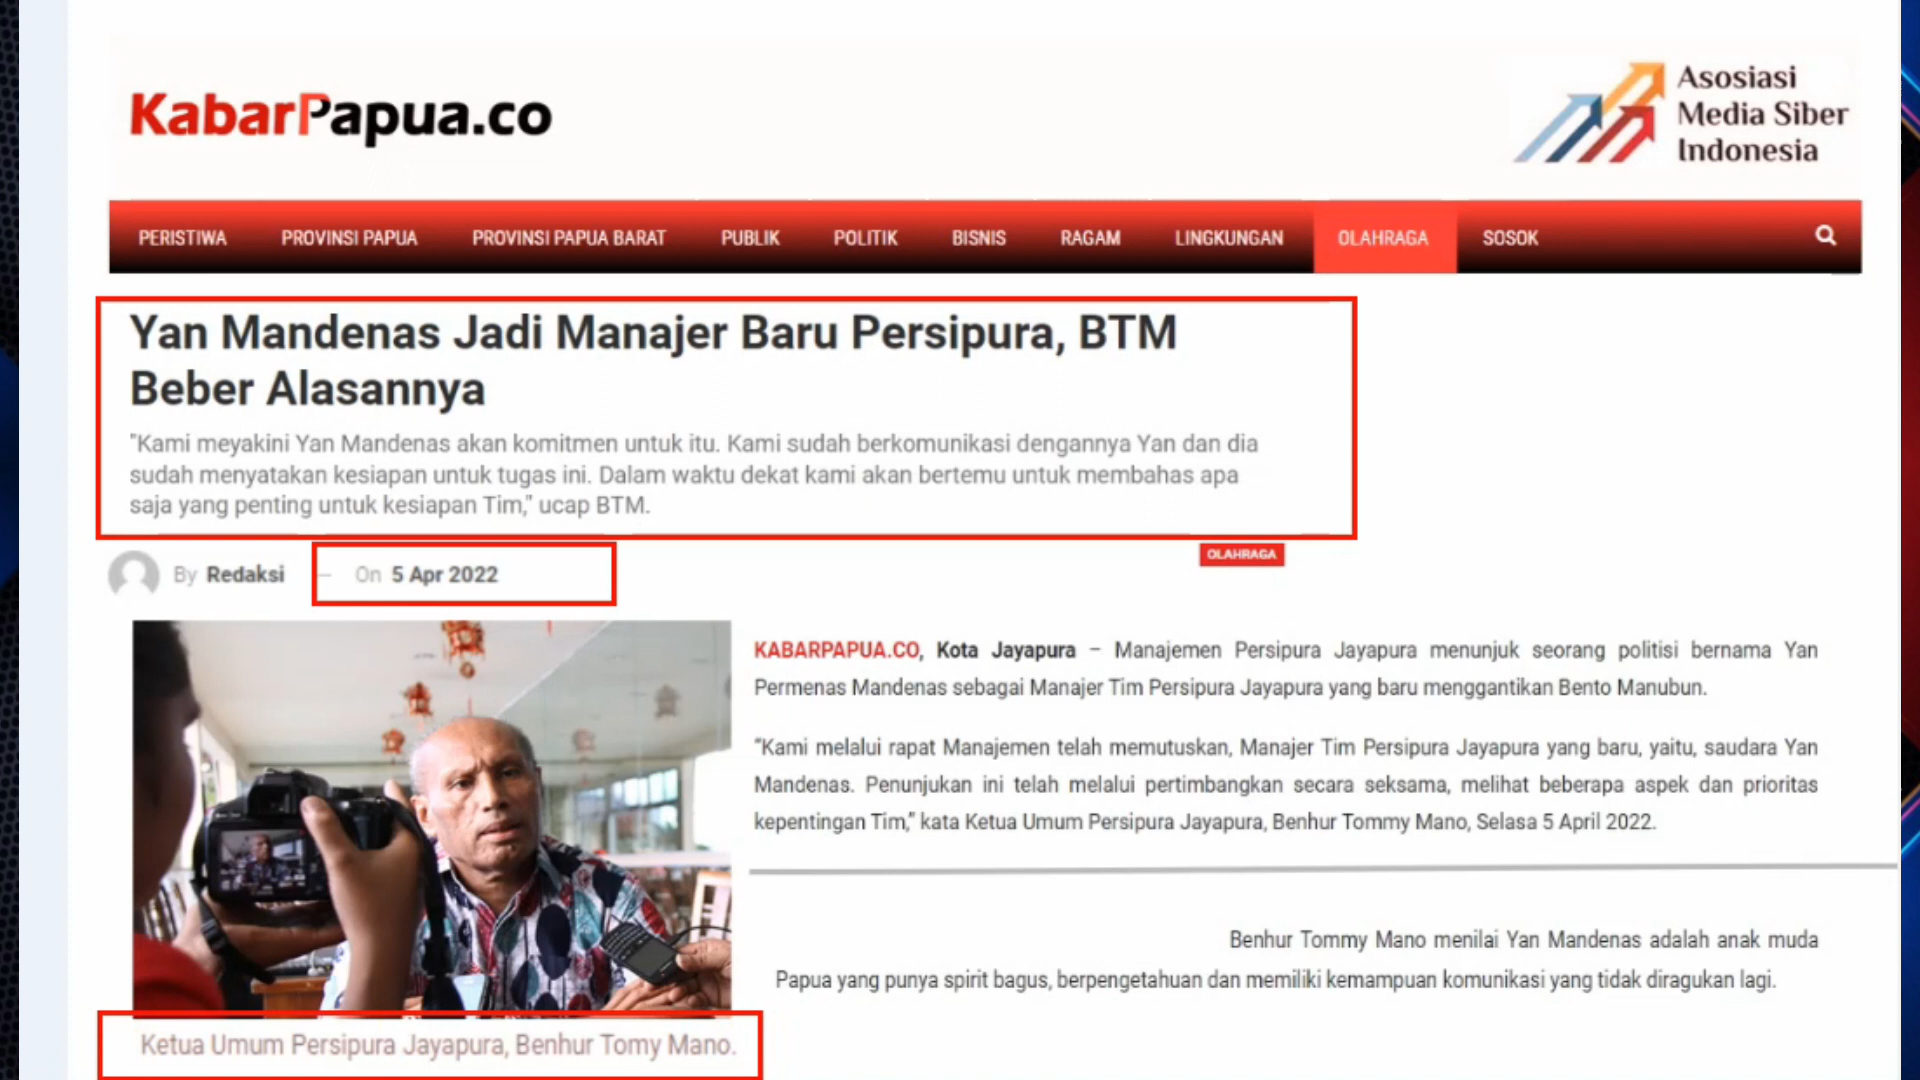 KabarPapua.co
Asosiasi
Media Siber
Indonesia
PERISTIWA PROVINSI PAPUA PROVINSI PAPUA BARAT PUBLIK POLITIK BISNIS RAGAM LINGKUNGAN OLAHRAGA SOSOK
Yan Mandenas Jadi Manajer Baru Persipura, BTM
Beber Alasannya
"Kami meyakini Yan Mandenas akan komitmen untuk itu. Kami sudah berkomunikasi dengannya Yan dan dia
sudah menyatakan kesiapan untuk tugas ini. Dalam waktu dekat kami akan bertemu untuk membahas apa
saja yang penting untuk kesiapan Tim," ucap BTM.
OLAHRAGA
By Redaksi – On 5 Apr 2022
KABARPAPUA.CO, Kota Jayapura – Manajemen Persipura Jayapura menunjuk seorang politisi bernama Yan
Permenas Mandenas sebagai Manajer Tim Persipura Jayapura yang baru menggantikan Bento Manubun.
“Kami melalui rapat Manajemen telah memutuskan, Manajer Tim Persipura Jayapura yang baru, yaitu, saudara Yan
Mandenas. Penunjukan ini telah melalui pertimbangkan secara seksama, melihat beberapa aspek dan prioritas
kepentingan Tim,” kata Ketua Umum Persipura Jayapura, Benhur Tommy Mano, Selasa 5 April 2022.
Benhur Tommy Mano menilai Yan Mandenas adalah anak muda
Papua yang punya spirit bagus, berpengetahuan dan memiliki kemampuan komunikasi yang tidak diragukan lagi.
Ketua Umum Persipura Jayapura, Benhur Tomy Mano.